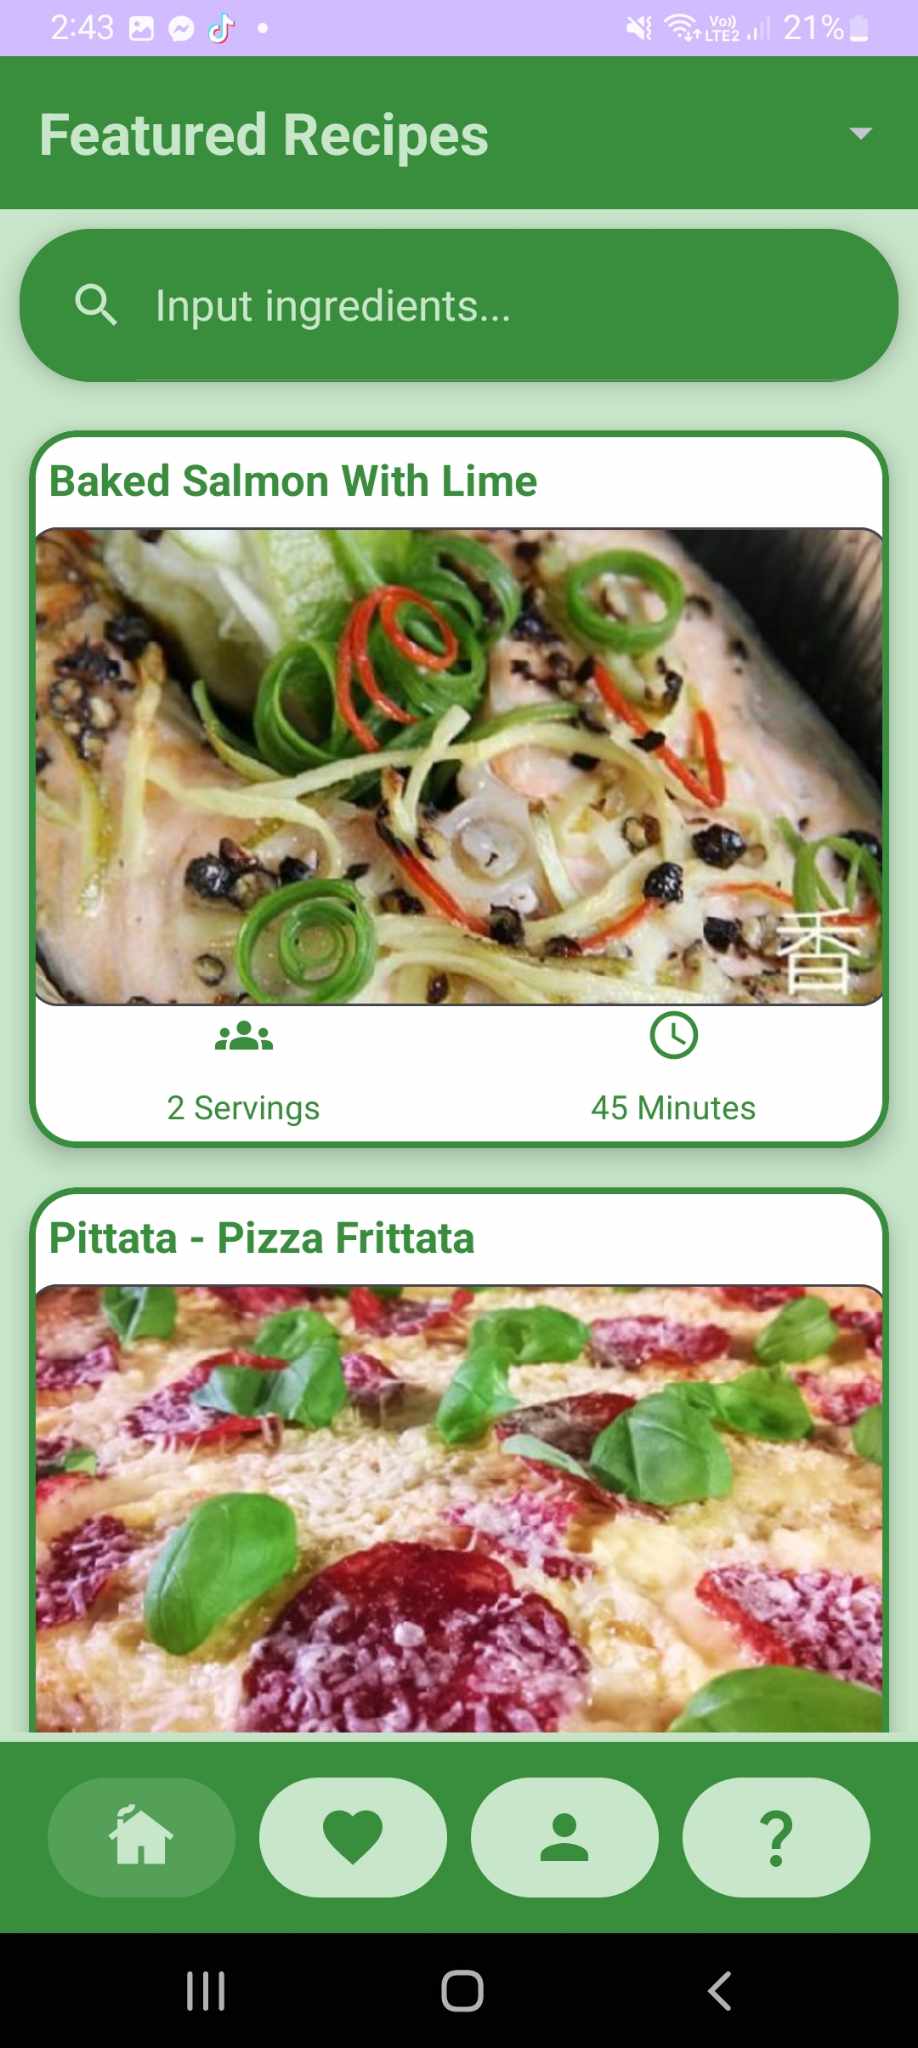 2:43
Vo))
LTE2
21%
Featured Recipes
Input ingredients...
Baked Salmon With Lime
香
2 Servings
45 Minutes
Pittata - Pizza Frittata
?